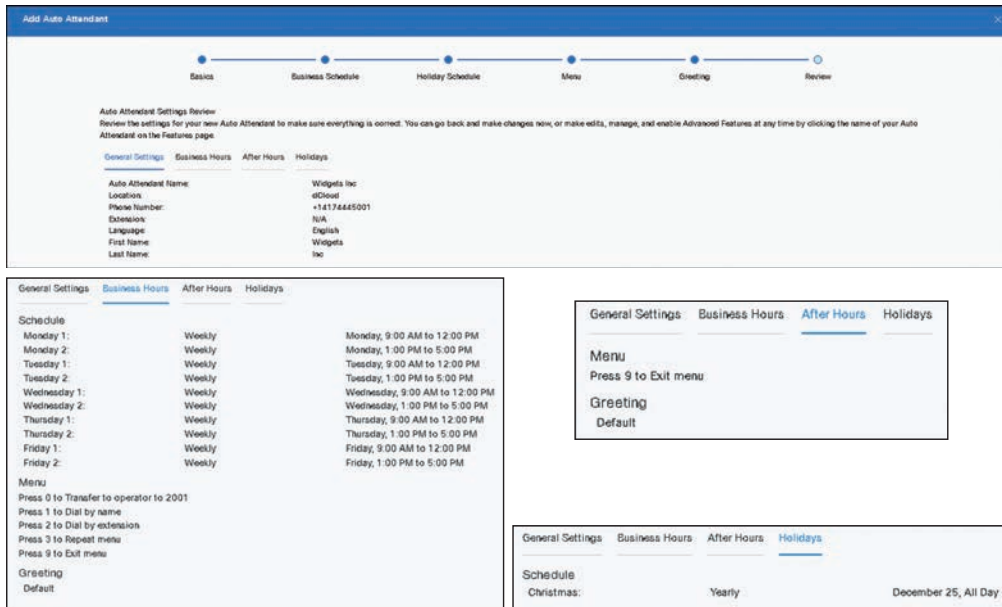 Add Auto Attendant
Basics Business Schedule Holiday Schedule Menu Greeting Review
Auto Attendant Settings Review
Review the settings for your new Auto Attendant to make sure everything is correct. You can go back and make changes now, or make edits, manage, and enable Advanced Features at any time by clicking the name of your Auto
Attendant on the Features page.
General Settings Business Hours After Hours Holidays
Auto Attendant Name: Widgets Inc
Location: dCloud
Phone Number: +14174445001
Extension: N/A
Language: English
First Name: Widgets
Last Name: Inc
General Settings Business Hours After Hours Holidays
Schedule
Monday 1: Weekly Monday, 9:00 AM to 12:00 PM
Monday 2: Weekly Monday, 1:00 PM to 5:00 PM
Tuesday 1: Weekly Tuesday, 9:00 AM to 12:00 PM
Tuesday 2: Weekly Tuesday, 1:00 PM to 5:00 PM
Wednesday 1: Weekly Wednesday, 9:00 AM to 12:00 PM
Wednesday 2: Weekly Wednesday, 1:00 PM to 5:00 PM
Thursday 1: Weekly Thursday, 9:00 AM to 12:00 PM
Thursday 2: Weekly Thursday, 1:00 PM to 5:00 PM
Friday 1: Weekly Friday, 9:00 AM to 12:00 PM
Friday 2: Weekly Friday, 1:00 PM to 5:00 PM
Menu
Press 0 to Transfer to operator to 2001
Press 1 to Dial by name
Press 2 to Dial by extension
Press 3 to Repeat menu
Press 9 to Exit menu
Greeting
Default
General Settings Business Hours After Hours Holidays
Menu
Press 9 to Exit menu
Greeting
Default
General Settings Business Hours After Hours Holidays
Schedule
Christmas: Yearly December 25, All Day